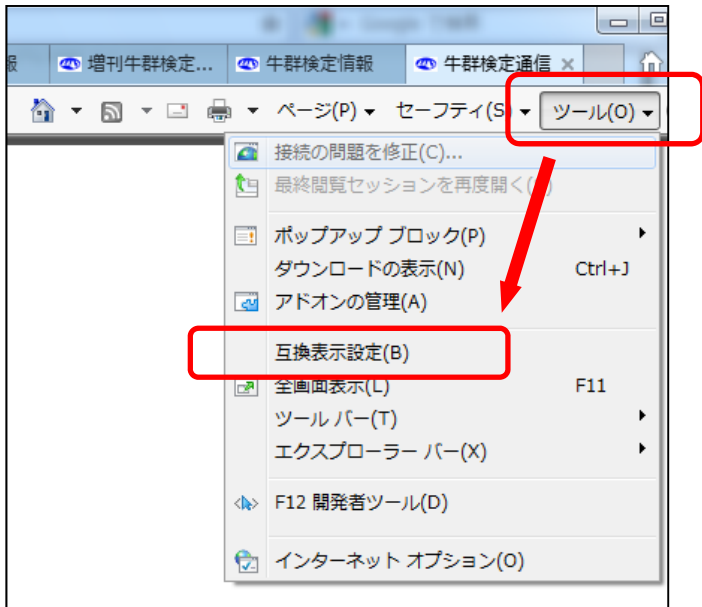 報
増刊牛群検定...
牛群検定情報
牛群検定通信
ページ(P)
セーフティ(S)
ツール(O)
接続の問題を修正(C)...
最終閲覧セッションを再度開く(
ポップアップ ブロック(P)
ダウンロードの表示(N) Ctrl+J
アドオンの管理(A)
互換表示設定(B)
全画面表示(L) F11
ツール バー(T)
エクスプローラー バー(X)
F12 開発者ツール(D)
インターネット オプション(O)